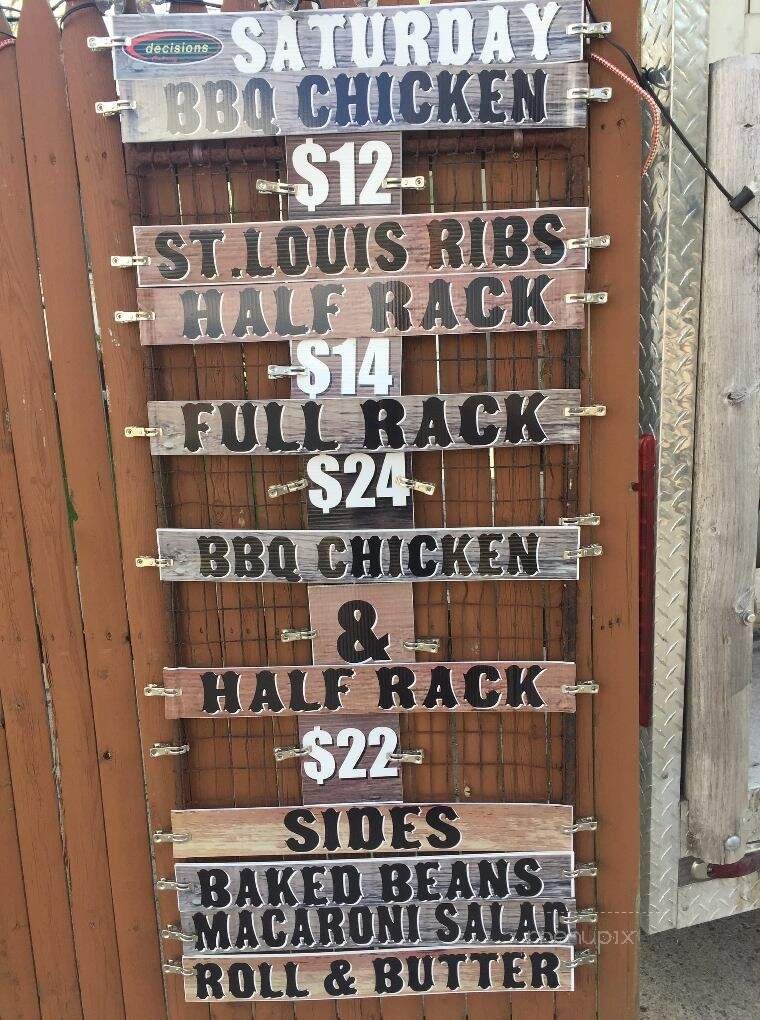 decisions SATURDAY
BBQ CHICKEN
$12
ST.LOUIS RIBS
HALF RACK
$14
FULL RACK
$24
BBQ CHICKEN
&
HALF RACK
$22
SIDES
BAKED BEANS
MACARONI SALAD
menupix
ROLL & BUTTER